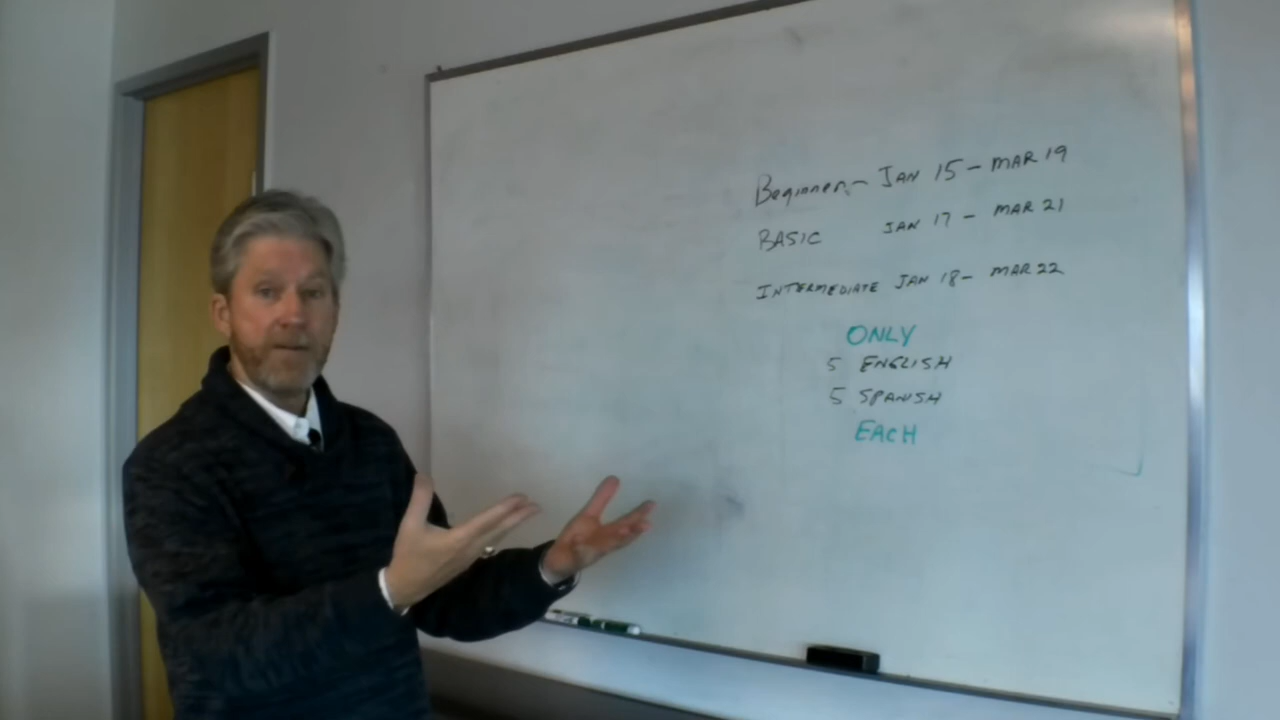 Beginner - JAN 15 - MAR 19
BASIC JAN 17 - MAR 21
INTERMEDIATE JAN 18 - MAR 22
ONLY
5 ENGLISH
5 SPANISH
EACH